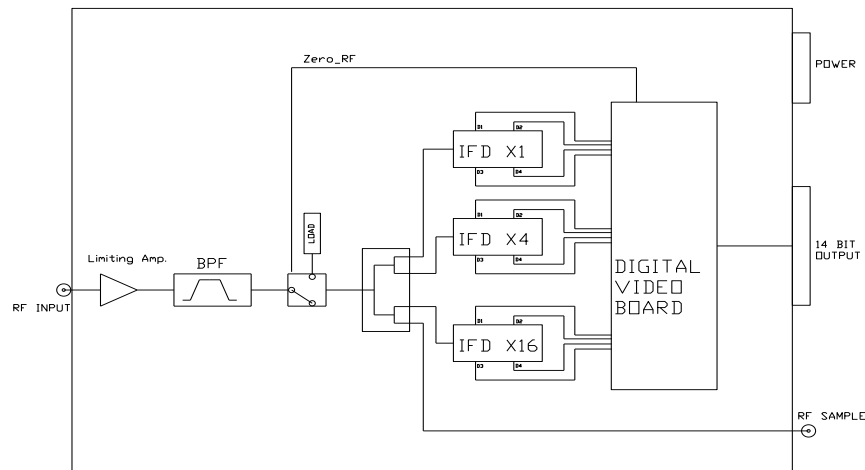 Zero_RF
POWER
D1 D2
IFD X1
D3 D4
LOAD
D1 D2
IFD X4
D3 D4
14 BIT
OUTPUT
Limiting Amp.
BPF
DIGITAL
VIDEO
BOARD
RF INPUT
D1 D2
IFD X16
D3 D4
RF SAMPLE